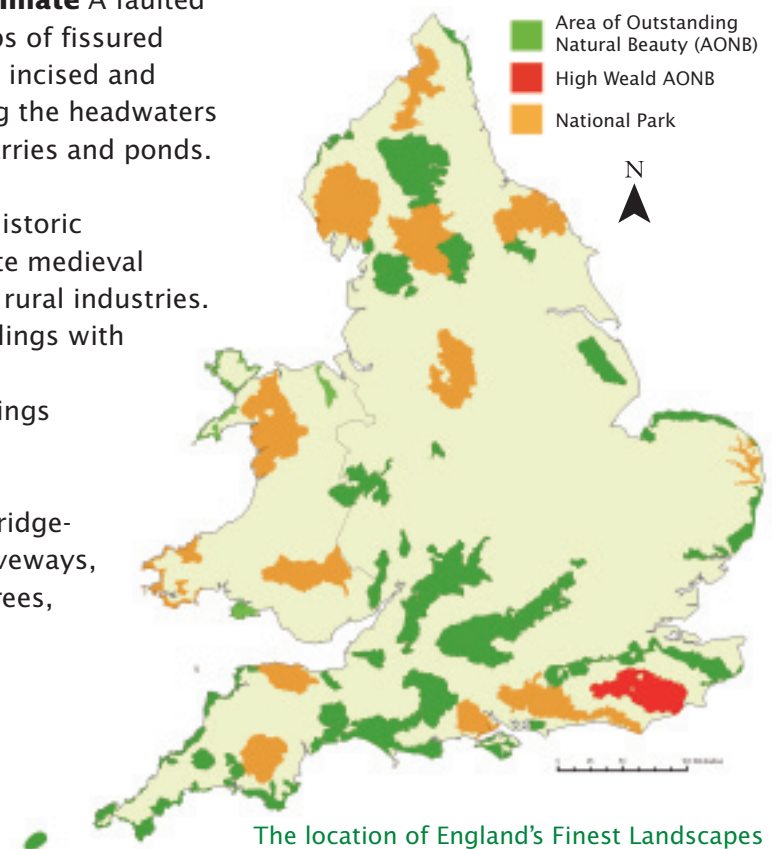 imate A faulted
os of fissured
incised and
g the headwaters
rries and ponds.
istoric
te medieval
rural industries.
dings with
ings
ridge-
veways,
rees,
Area of Outstanding
Natural Beauty (AONB)
High Weald AONB
National Park
N
The location of England's Finest Landscapes